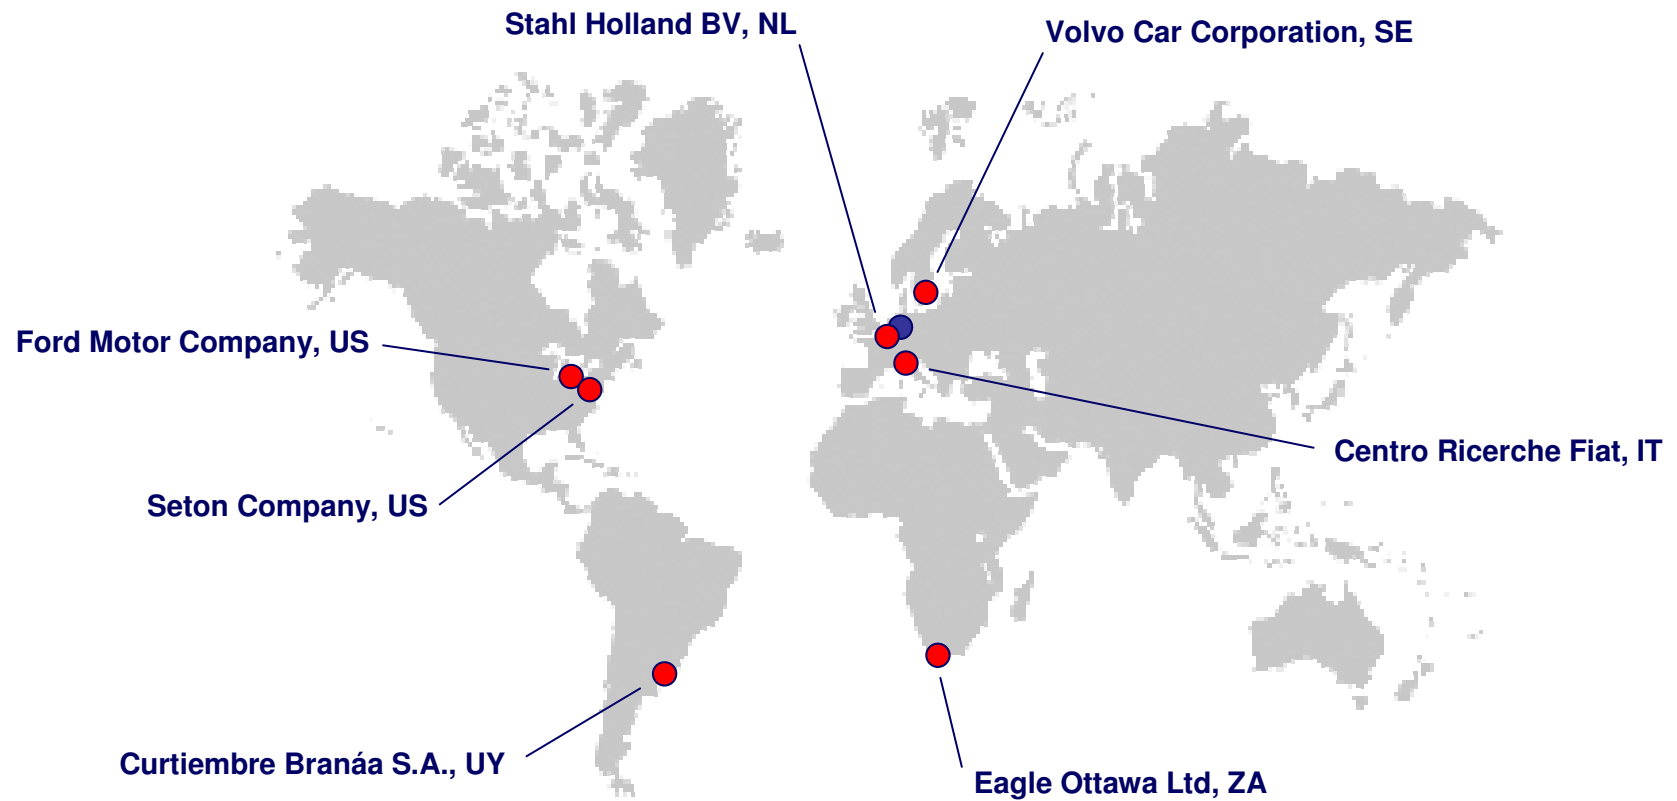 Stahl Holland BV, NL
Volvo Car Corporation, SE
Ford Motor Company, US
Centro Ricerche Fiat, IT
Seton Company, US
Curtiembre Branáa S.A., UY
Eagle Ottawa Ltd, ZA